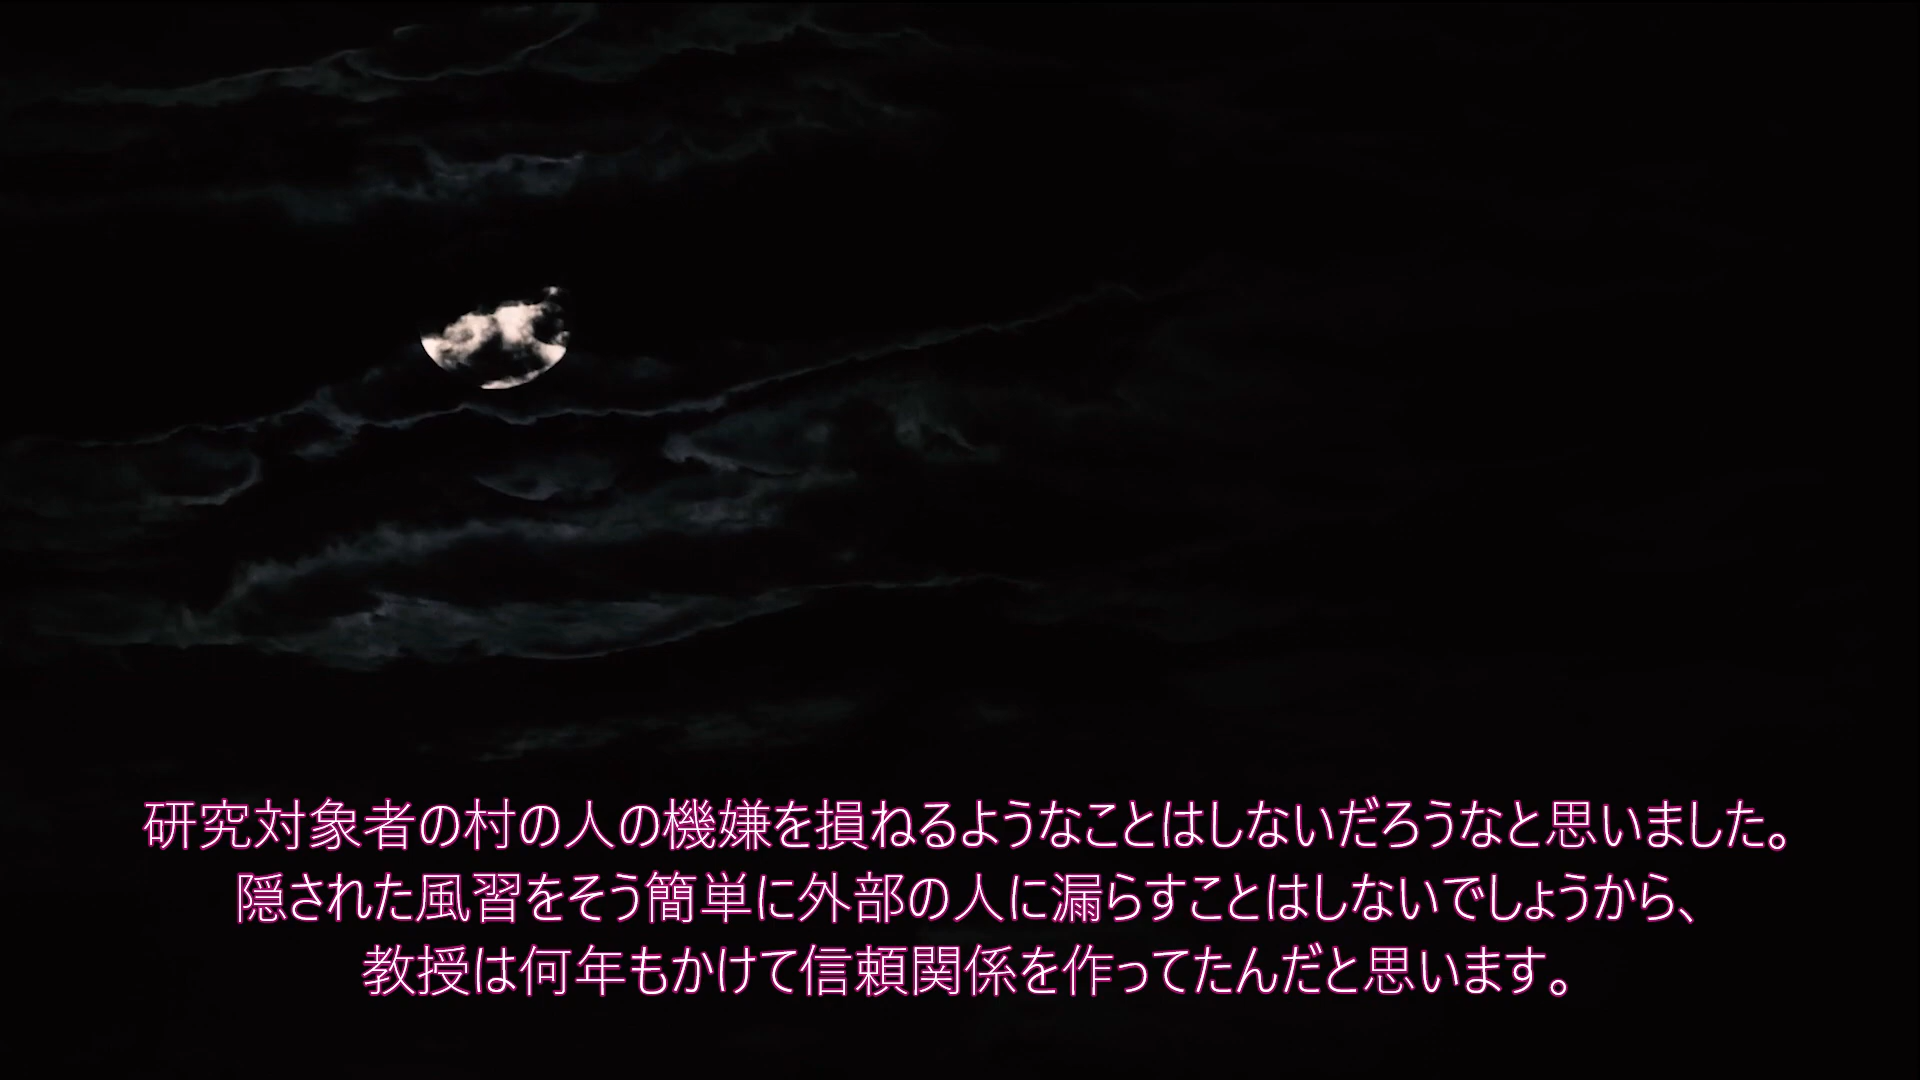 研究対象者の村の人の機嫌を損ねるようなことはしないだろうなと思いました。
隠された風習をそう簡単に外部の人に漏らすことはしないでしょうから、
教授は何年もかけて信頼関係を作ってたんだと思います。